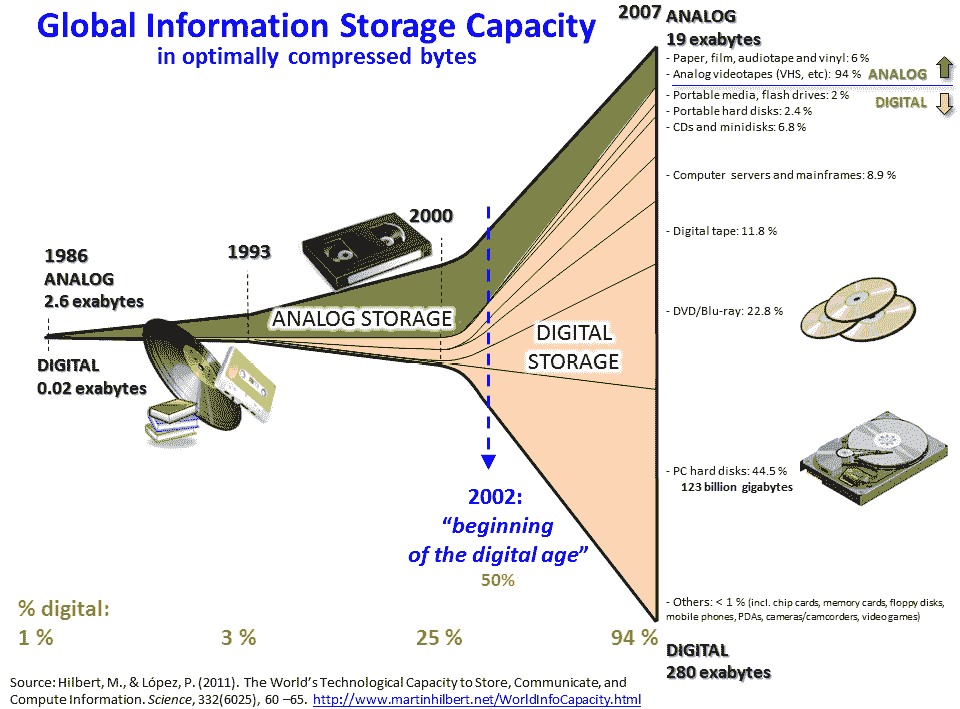 Global Information Storage Capacity
in optimally compressed bytes
2007 ANALOG
19 exabytes
- Paper, film, audiotape and vinyl: 6 %
- Analog videotapes (VHS, etc): 94 % ANALOG
- Portable media, flash drives: 2 % DIGITAL
- Portable hard disks: 2.4 %
- CDs and minidisks: 6.8 %
- Computer servers and mainframes: 8.9 %
2000
- Digital tape: 11.8 %
1993
1986
ANALOG
2.6 exabytes
ANALOG STORAGE
- DVD/Blu-ray: 22.8 %
DIGITAL
STORAGE
DIGITAL
0.02 exabytes
- PC hard disks: 44.5 %
123 billion gigabytes
2002:
“beginning
of the digital age”
50%
% digital:
1 % 3 % 25 % 94 %
- Others: < 1 % (incl. chip cards, memory cards, floppy disks,
mobile phones, PDAs, cameras/camcorders, video games)
DIGITAL
280 exabytes
Source: Hilbert, M., & López, P. (2011). The World’s Technological Capacity to Store, Communicate, and
Compute Information. Science, 332(6025), 60 –65. http://www.martinhilbert.net/WorldInfoCapacity.html